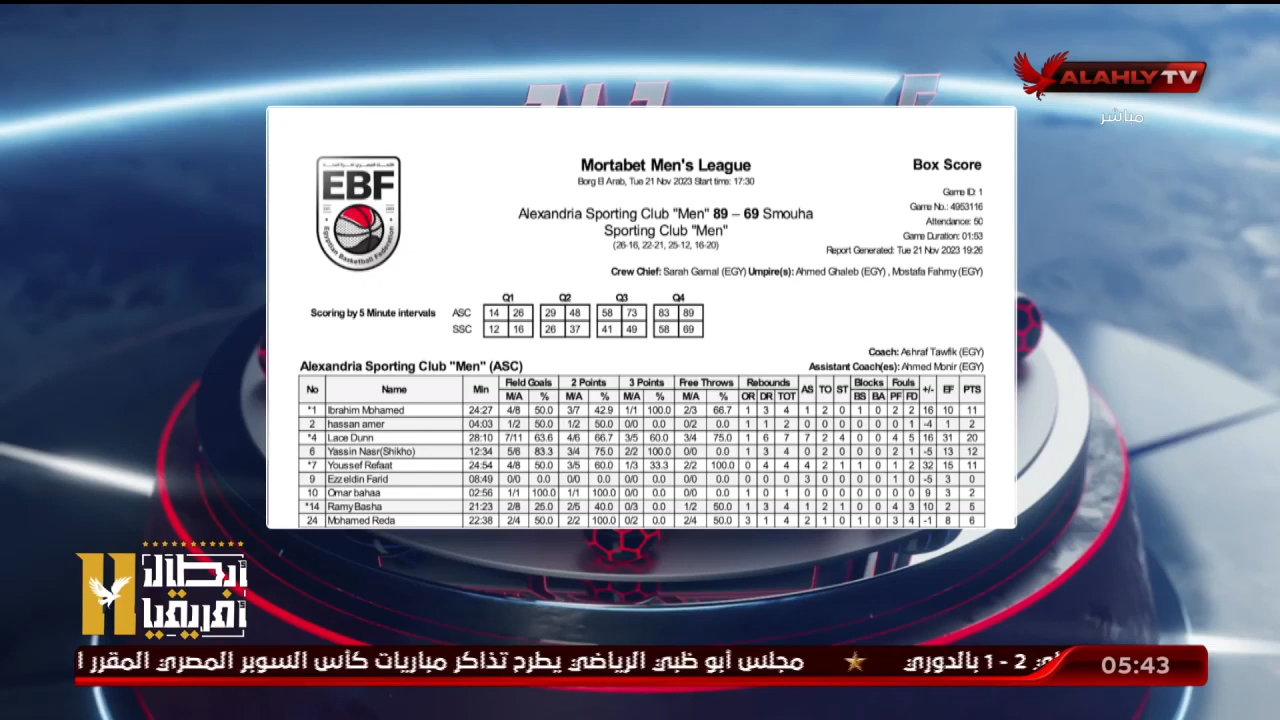 ALAHLY TV
مباشر
EBF
Egyptian Basketball Federation
Mortabet Men's League
Borg El Arab, Tue 21 Nov 2023 Start time: 17:30
Alexandria Sporting Club "Men" 89 – 69 Smouha
Sporting Club "Men"
(26-16, 22-21, 25-12, 16-20)
Box Score
Game ID: 1
Game No.: 4953116
Attendance: 50
Game Duration: 01:53
Report Generated: Tue 21 Nov 2023 19:26
Crew Chief: Sarah Gamal (EGY) Umpire(s): Ahmed Ghaleb (EGY) , Mostafa Fahmy (EGY)
Q1 Q2 Q3 Q4
Scoring by 5 Minute intervals ASC 14 26 29 48 58 73 83 89
SSC 12 16 26 37 41 49 58 69
Coach: Ashraf Tawfik (EGY)
Alexandria Sporting Club "Men" (ASC) Assistant Coach(es): Ahmed Monir (EGY)
No Name Min Field Goals 2 Points 3 Points Free Throws Rebounds AS TO ST Blocks Fouls +/- EF PTS
M/A % M/A % M/A % M/A % OR DR TOT BS BA PF FD
*1 Ibrahim Mohamed 24:27 4/8 50.0 3/7 42.9 1/1 100.0 2/3 66.7 1 3 4 1 2 0 1 0 2 2 16 10 11
2 hassan amer 04:03 1/2 50.0 1/2 50.0 0/0 0.0 0/2 0.0 1 1 2 0 0 0 0 0 0 1 -4 1 2
*4 Lace Dunn 28:10 7/11 63.6 4/6 66.7 3/5 60.0 3/4 75.0 1 6 7 7 2 4 0 0 4 5 16 31 20
6 Yassin Nasr(Shikho) 12:34 5/6 83.3 3/4 75.0 2/2 100.0 0/0 0.0 1 3 4 0 2 0 0 0 2 1 -5 13 12
*7 Youssef Refaat 24:54 4/8 50.0 3/5 60.0 1/3 33.3 2/2 100.0 0 4 4 4 2 1 1 0 1 2 32 15 11
9 Ezzeldin Farid 08:49 0/0 0.0 0/0 0.0 0/0 0.0 0/0 0.0 0 0 0 3 0 0 0 0 1 0 -5 3 0
10 Omar bahaa 02:56 1/1 100.0 1/1 100.0 0/0 0.0 0/0 0.0 1 0 1 0 0 0 0 0 0 0 9 3 2
*14 Ramy Basha 21:23 2/8 25.0 2/5 40.0 0/3 0.0 1/2 50.0 1 3 4 1 2 1 0 0 4 3 10 2 5
24 Mohamed Reda 22:38 2/4 50.0 2/2 100.0 0/2 0.0 2/4 50.0 3 1 4 2 1 0 1 0 3 4 -1 8 6
أبطال
أفريقيا
11
2 - 1 بالدوري ★ مجلس أبو ظبي الرياضي يطرح تذاكر مباريات كأس السوبر المصري المقرر
05:43